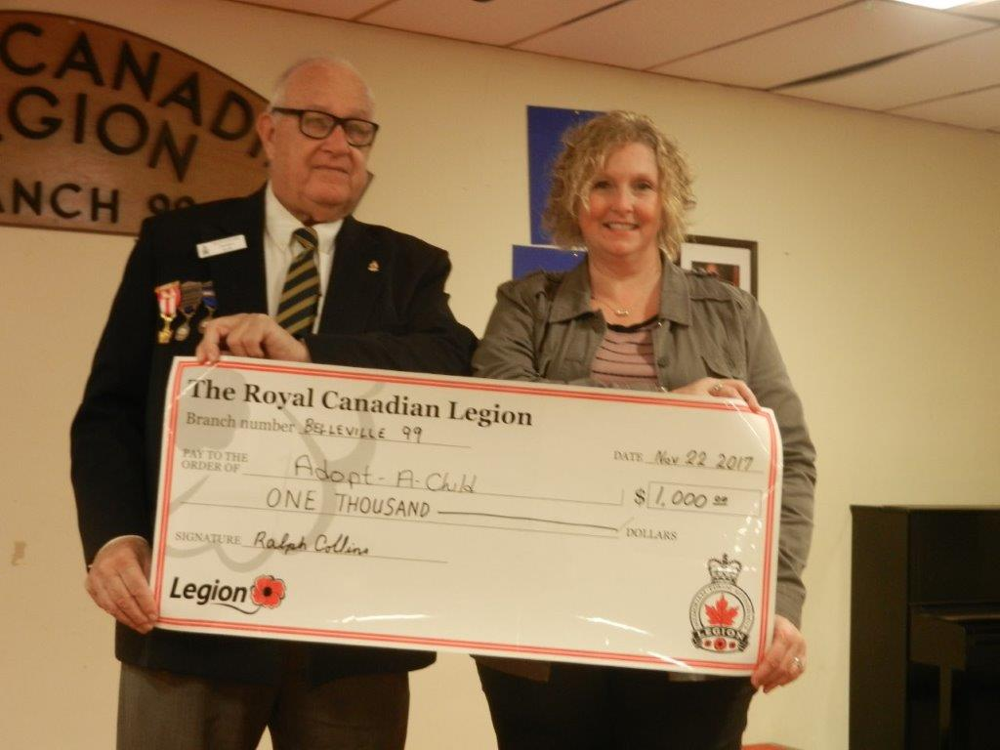 CANADI
EGION
ANCH 99
The Royal Canadian Legion
Branch number BELLEVILLE 99
DATE Nov 22 2017
PAY TO THE
ORDER OF Adopt-A-Child
$ 1,000 00
ONE THOUSAND DOLLARS
SIGNATURE Ralph Collins
Legion
LEGION